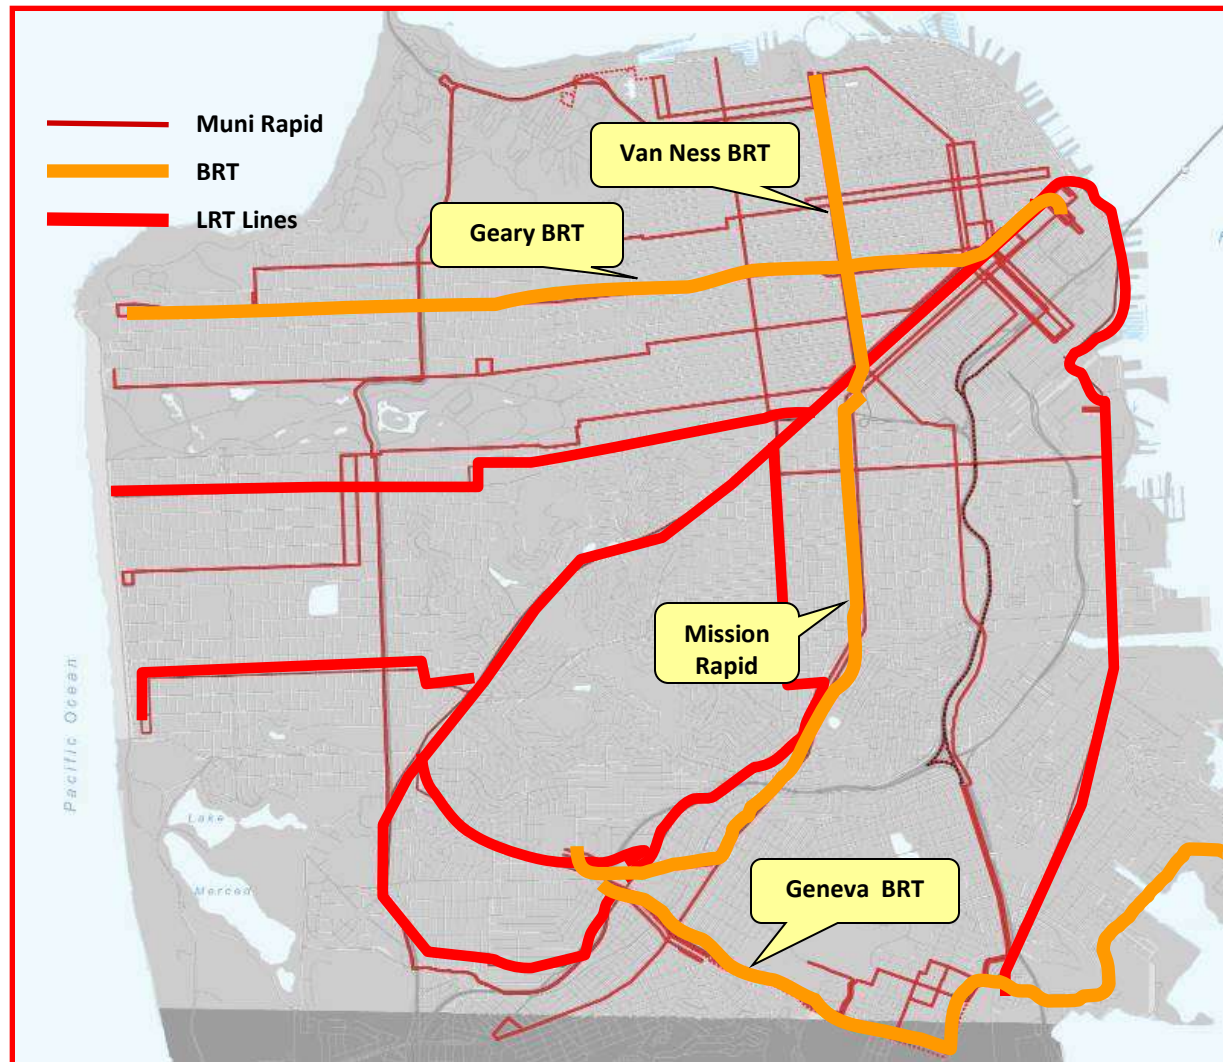 Muni Rapid
BRT
LRT Lines
Van Ness BRT
Geary BRT
Mission
Rapid
Geneva  BRT
Pacific Ocean
Lake
Merced